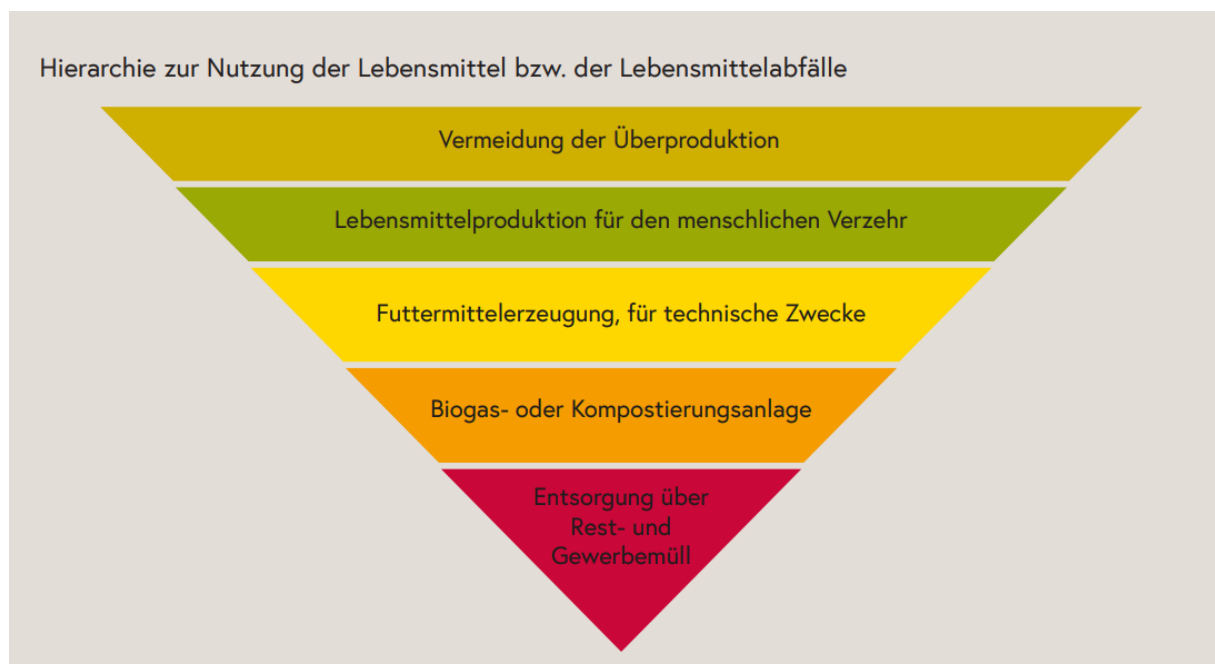 Hierarchie zur Nutzung der Lebensmittel bzw. der Lebensmittelabfälle
Vermeidung der Überproduktion
Lebensmittelproduktion für den menschlichen Verzehr
Futtermittelerzeugung, für technische Zwecke
Biogas- oder Kompostierungsanlage
Entsorgung über
Rest- und
Gewerbemüll